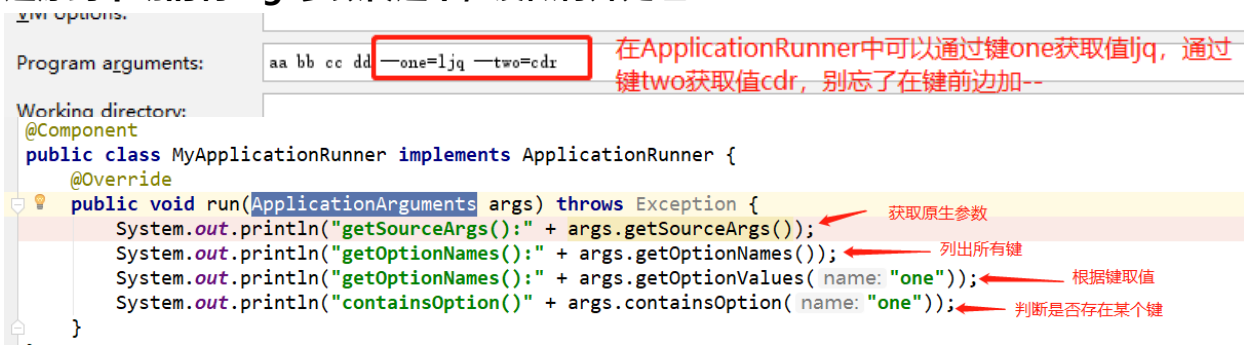 VM options:
Program arguments:
aa bb cc dd —one=ljq —two=cdr
在ApplicationRunner中可以通过键one获取值ljq，通过
键two获取值cdr，别忘了在键前边加--
Working directory:
@Component
public class MyApplicationRunner implements ApplicationRunner {
@Override
public void run(ApplicationArguments args) throws Exception {
System.out.println("getSourceArgs():" + args.getSourceArgs());
获取原生参数
System.out.println("getOptionNames():" + args.getOptionNames());
列出所有键
System.out.println("getOptionNames():" + args.getOptionValues( name: "one"));
根据键取值
System.out.println("containsOption()" + args.containsOption( name: "one"));
判断是否存在某个键
}